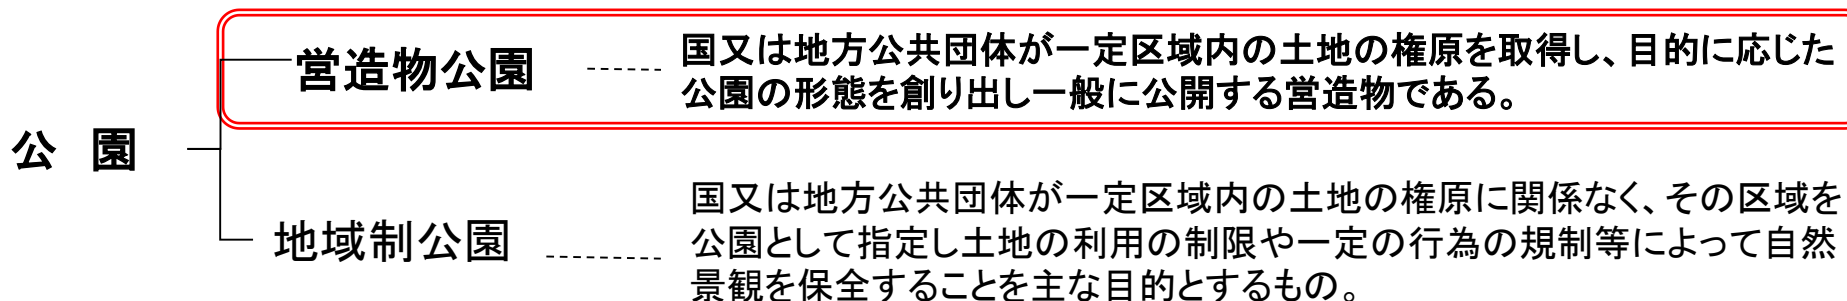 公 園
営造物公園
国又は地方公共団体が一定区域内の土地の権原を取得し、目的に応じた
公園の形態を創り出し一般に公開する営造物である。
地域制公園
国又は地方公共団体が一定区域内の土地の権原に関係なく、その区域を
公園として指定し土地の利用の制限や一定の行為の規制等によって自然
景観を保全することを主な目的とするもの。